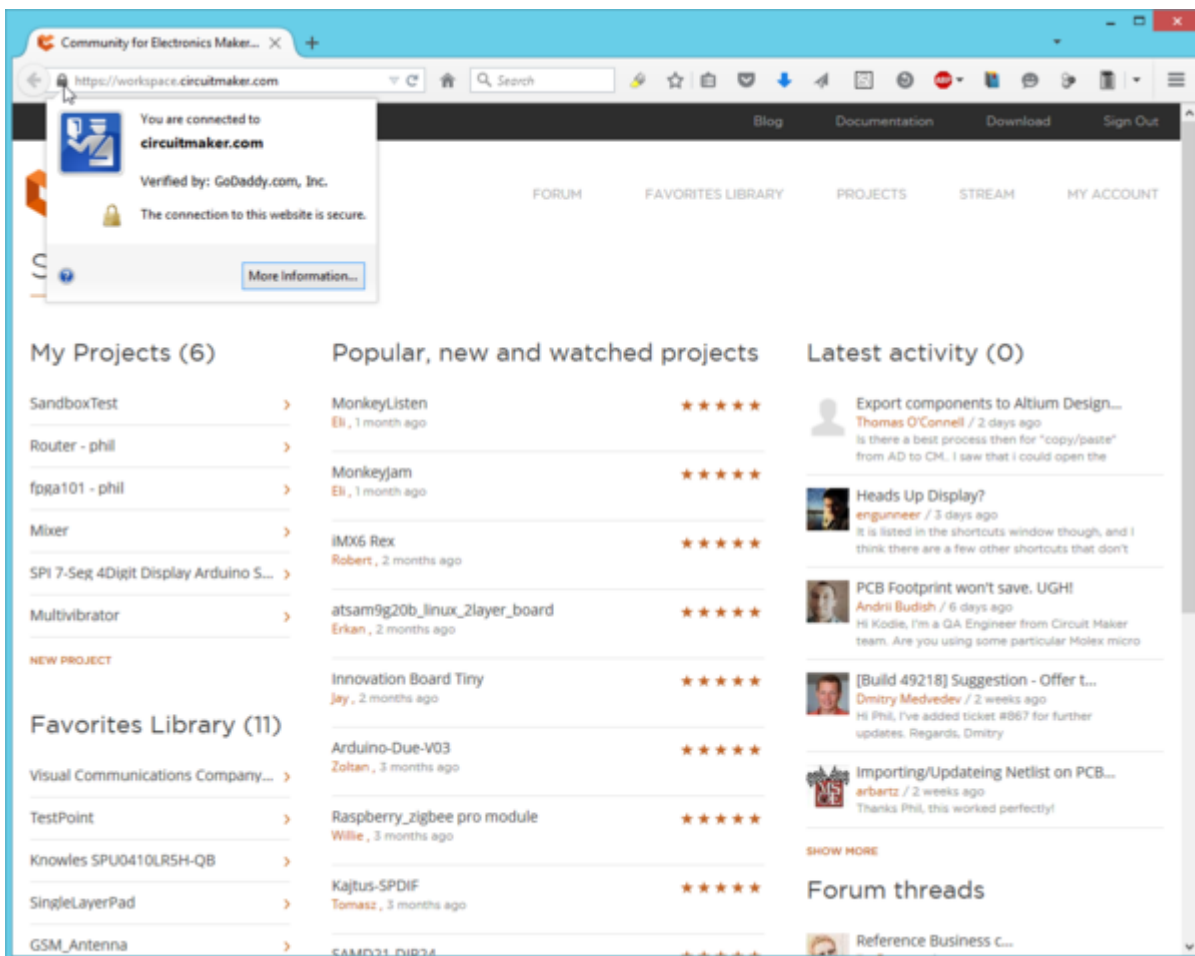 Community for Electronics Maker...
https://workspace.circuitmaker.com
Search
You are connected to
circuitmaker.com
Verified by: GoDaddy.com, Inc.
The connection to this website is secure.
More Information...
Blog
Documentation
Download
Sign Out
FORUM
FAVORITES LIBRARY
PROJECTS
STREAM
MY ACCOUNT
S
My Projects (6)
SandboxTest
Router - phil
fpga101 - phil
Mixer
SPI 7-Seg 4Digit Display Arduino S...
Multivibrator
NEW PROJECT
Favorites Library (11)
Visual Communications Company...
TestPoint
Knowles SPU0410LR5H-QB
SingleLayerPad
GSM_Antenna
Popular, new and watched projects
MonkeyListen
Eli , 1 month ago
MonkeyJam
Eli , 1 month ago
iMX6 Rex
Robert , 2 months ago
atsam9g20b_linux_2layer_board
Erkan , 2 months ago
Innovation Board Tiny
Jay , 2 months ago
Arduino-Due-V03
Zoltan , 3 months ago
Raspberry_zigbee pro module
Willie , 3 months ago
Kajtus-SPDIF
Tomasz , 3 months ago
SAMD21-DIP24
Latest activity (0)
Export components to Altium Design...
Thomas O'Connell / 2 days ago
Is there a best process then for "copy/paste"
from AD to CM.. I saw that i could open the
Heads Up Display?
engunneer / 3 days ago
It is listed in the shortcuts window though, and I
think there are a few other shortcuts that don't
PCB Footprint won't save. UGH!
Andrii Budish / 6 days ago
Hi Kodie, I'm a QA Engineer from Circuit Maker
team. Are you using some particular Molex micro
[Build 49218] Suggestion - Offer t...
Dmitry Medvedev / 2 weeks ago
Hi Phil, I've added ticket #867 for further
updates. Regards, Dmitry
Importing/Updateing Netlist on PCB...
arbartz / 2 weeks ago
Thanks Phil, this worked perfectly!
SHOW MORE
Forum threads
Reference Business c...